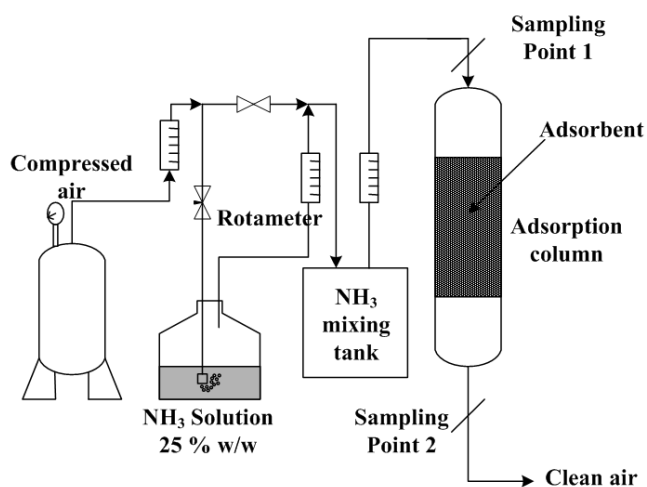 Sampling
Point 1
Adsorbent
Compressed
air
Rotameter
Adsorption
column
NH₃
mixing
tank
NH₃ Solution
25 % w/w
Sampling
Point 2
Clean air